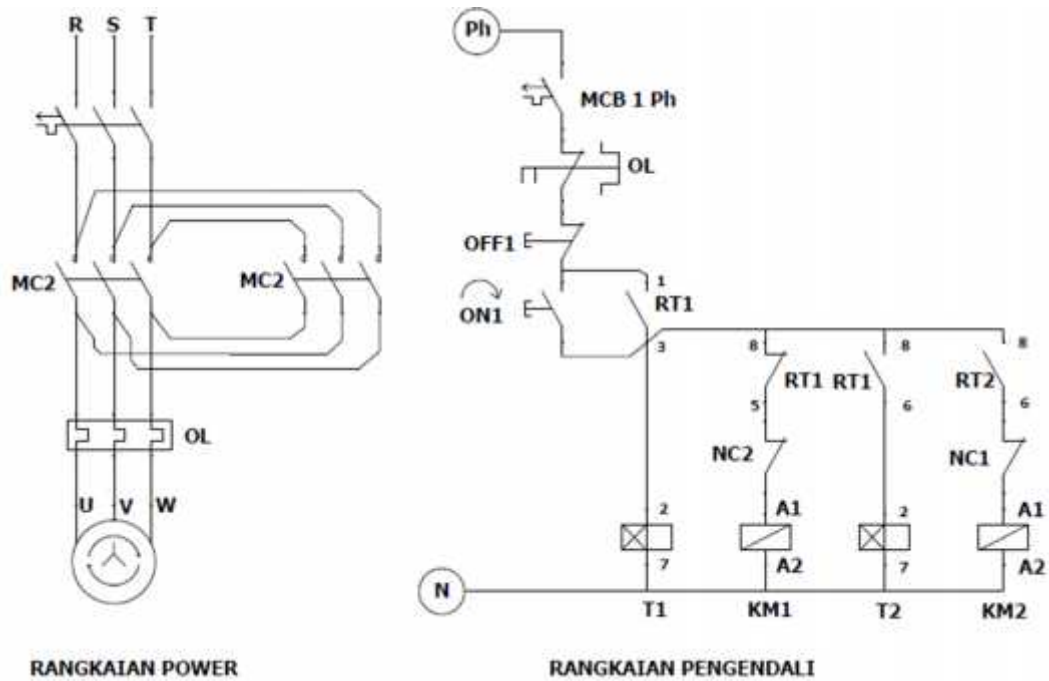 R S T
MC2
MC2
OL
U V W
RANGKAIAN POWER
Ph
MCB 1 Ph
OL
OFF1
1
RT1
ON1
3
8
RT1
5
NC2
A1
A2
8
RT1
6
8
RT2
6
NC1
A1
A2
2
7
2
7
N
T1 KM1 T2 KM2
RANGKAIAN PENGENDALI